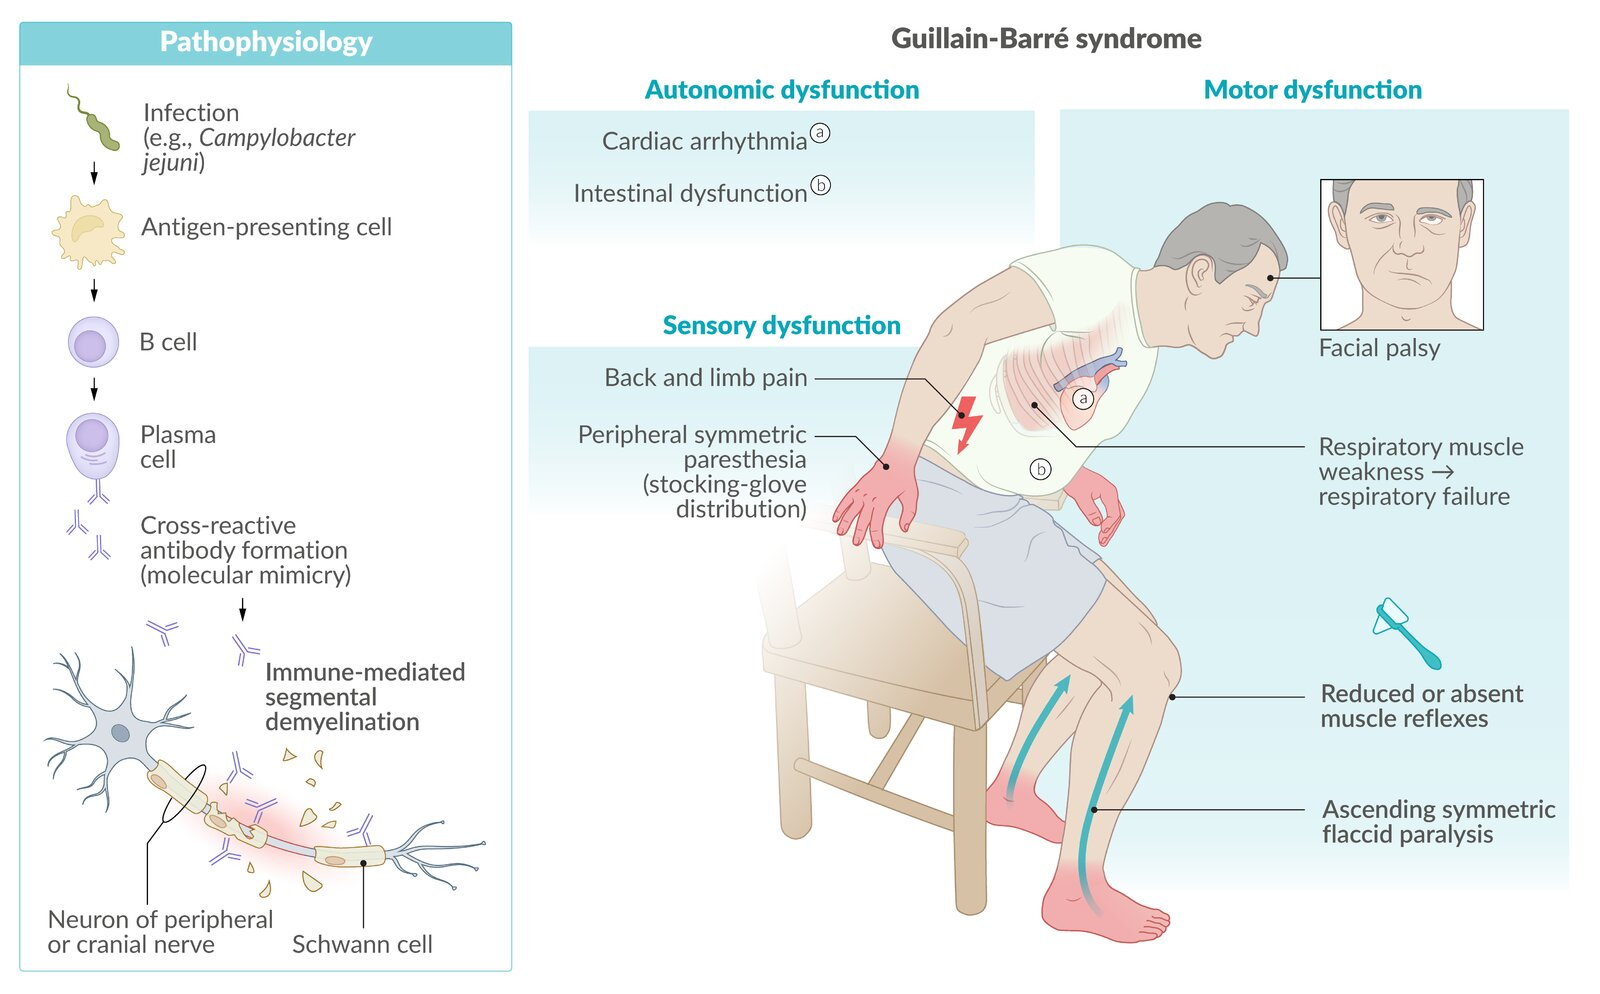 Pathophysiology
Infection
(e.g., Campylobacter
jejuni)
Antigen-presenting cell
B cell
Plasma
cell
Cross-reactive
antibody formation
(molecular mimicry)
Immune-mediated
segmental
demyelination
Neuron of peripheral
or cranial nerve
Schwann cell
Guillain-Barré syndrome
Autonomic dysfunction
Cardiac arrhythmia ⓐ
Intestinal dysfunction ⓑ
Sensory dysfunction
Back and limb pain
Peripheral symmetric
paresthesia
(stocking-glove
distribution)
ⓐ
ⓑ
Motor dysfunction
Facial palsy
Respiratory muscle
weakness →
respiratory failure
Reduced or absent
muscle reflexes
Ascending symmetric
flaccid paralysis